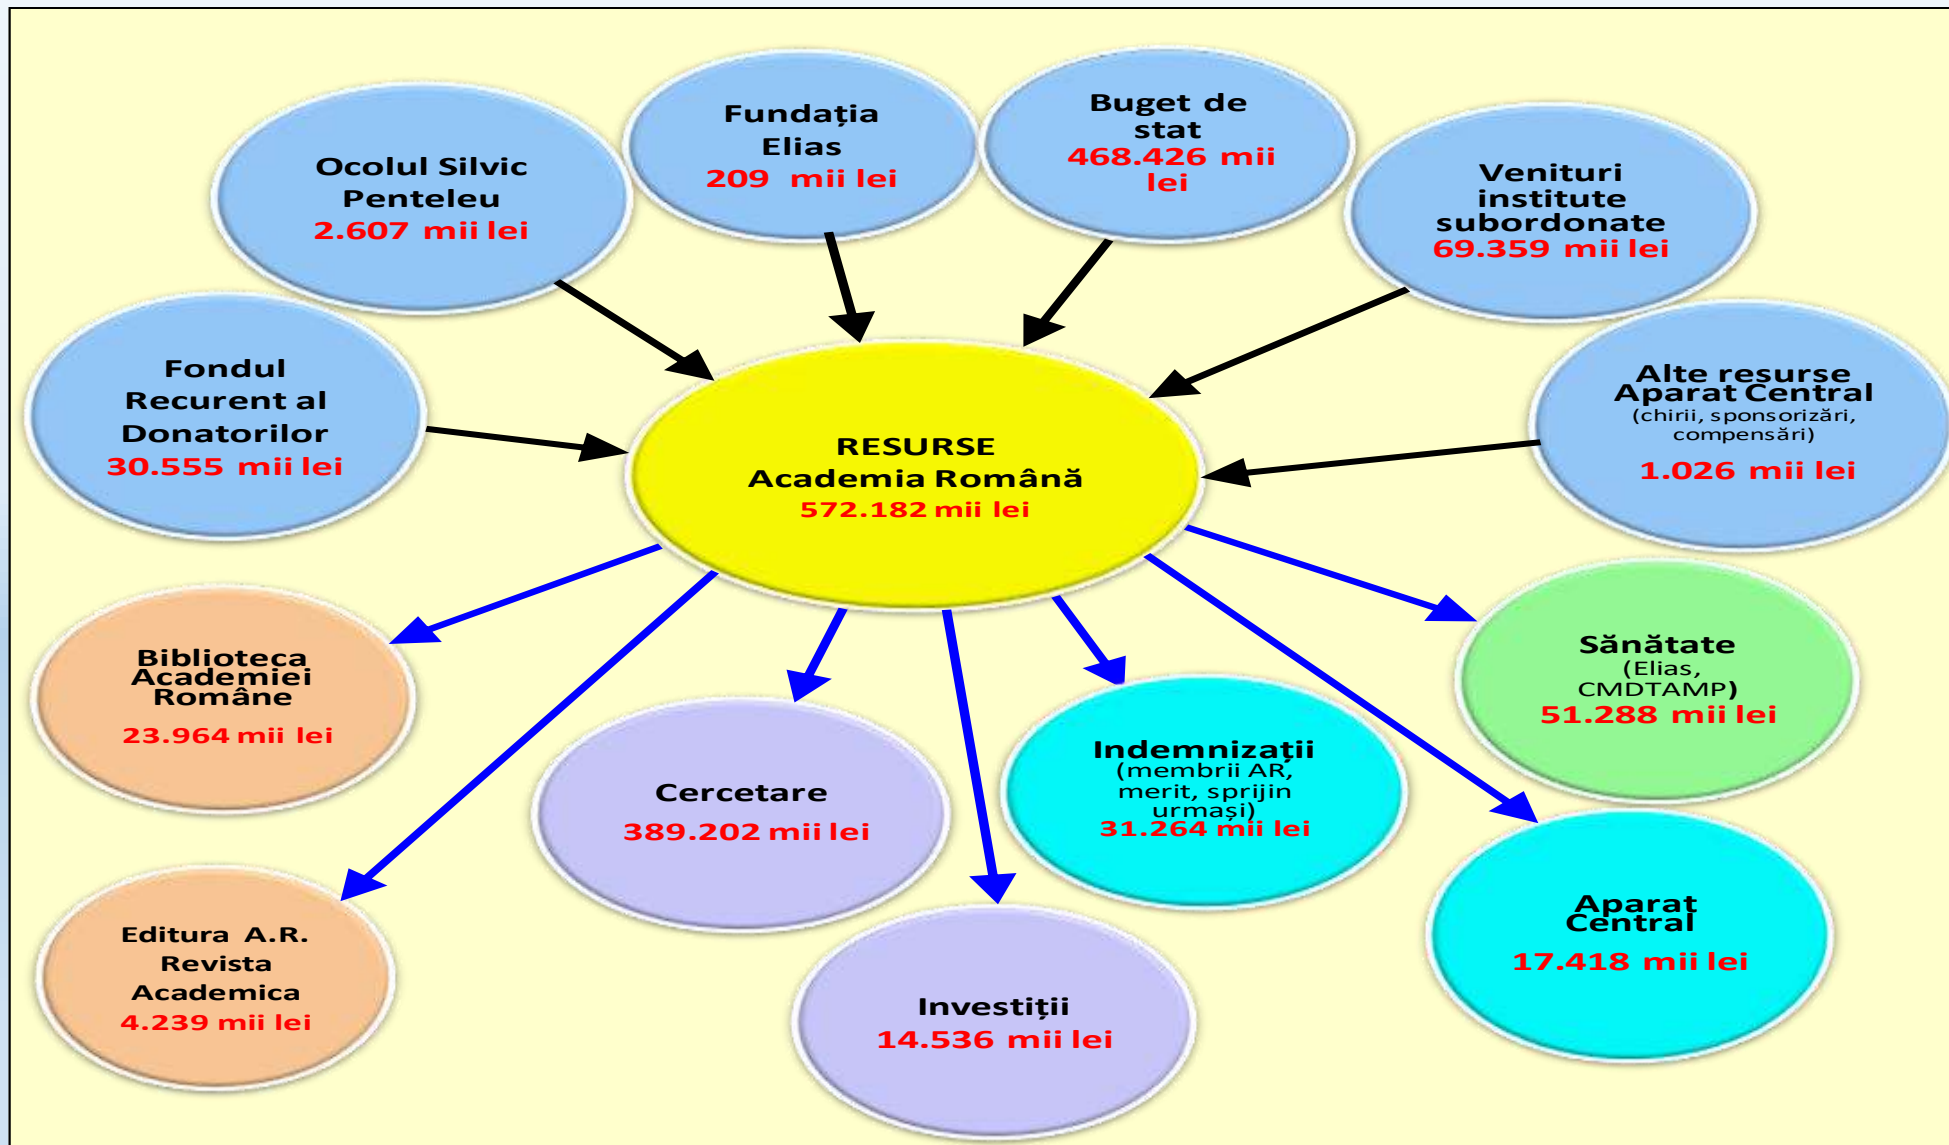 Fundația
Elias
209 mii lei
Buget de
stat
468.426 mii
lei
Ocolul Silvic
Penteleu
2.607 mii lei
Venituri
institute
subordonate
69.359 mii lei
Fondul
Recurent al
Donatorilor
30.555 mii lei
Alte resurse
Aparat Central
(chirii, sponsorizări,
compensări)
1.026 mii lei
RESURSE
Academia Română
572.182 mii lei
Biblioteca
Academiei
Române
23.964 mii lei
Sănătate
(Elias,
CMDTAMP)
51.288 mii lei
Cercetare
389.202 mii lei
Indemnizații
(membrii AR,
merit, sprijin
urmași)
31.264 mii lei
Editura A.R.
Revista
Academica
4.239 mii lei
Investiții
14.536 mii lei
Aparat
Central
17.418 mii lei